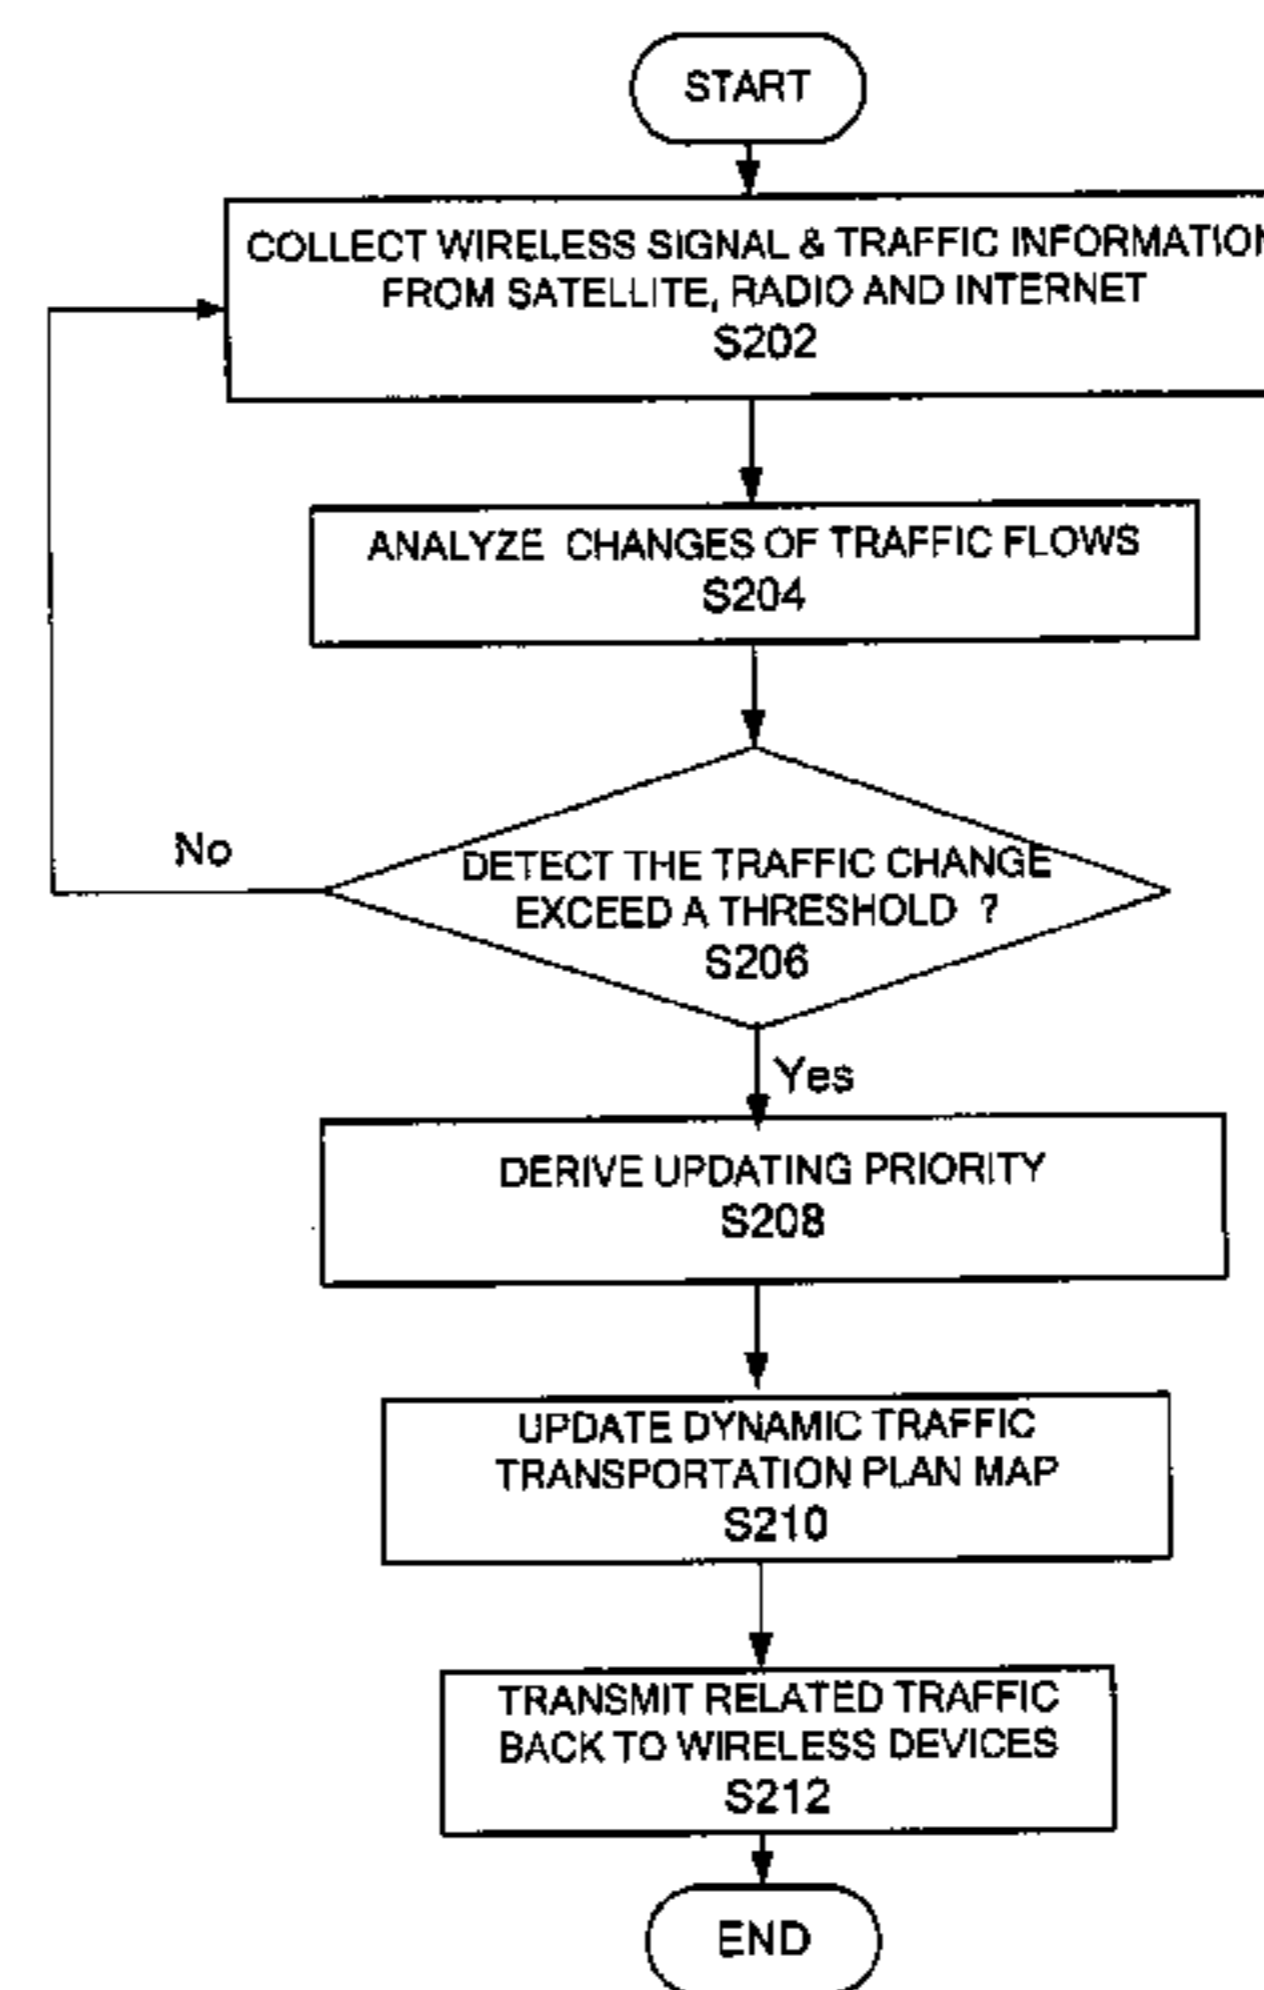 START
COLLECT WIRELESS SIGNAL & TRAFFIC INFORMATION
FROM SATELLITE, RADIO AND INTERNET
S202
ANALYZE CHANGES OF TRAFFIC FLOWS
S204
No
DETECT THE TRAFFIC CHANGE
EXCEED A THRESHOLD ?
S206
Yes
DERIVE UPDATING PRIORITY
S208
UPDATE DYNAMIC TRAFFIC
TRANSPORTATION PLAN MAP
S210
TRANSMIT RELATED TRAFFIC
BACK TO WIRELESS DEVICES
S212
END